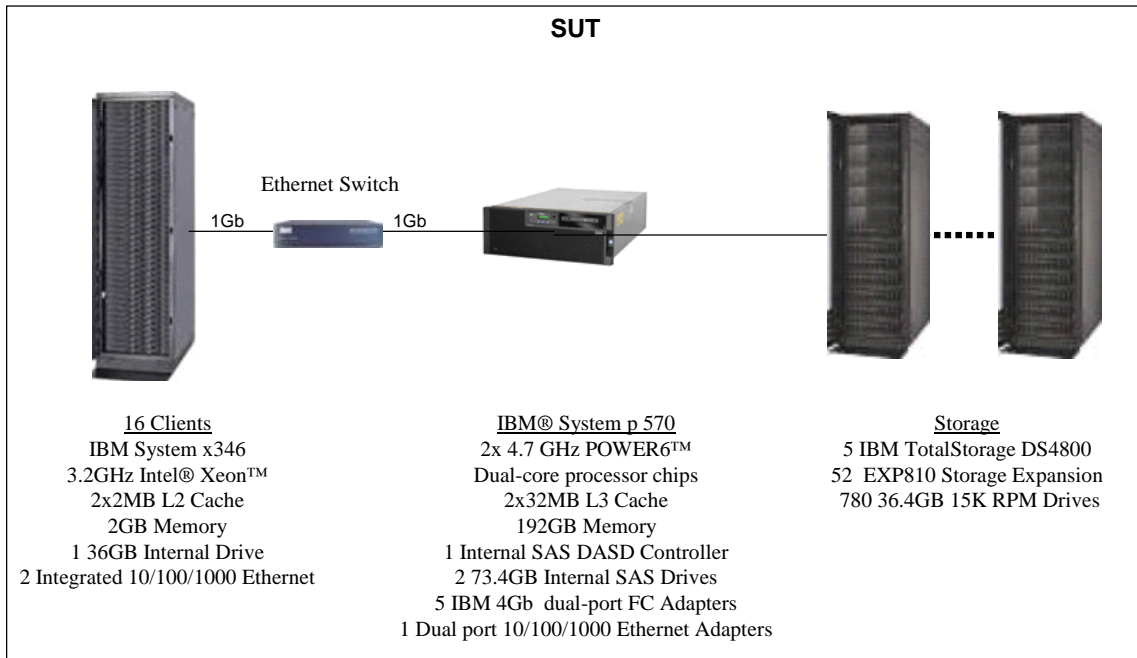 SUT
Ethernet Switch
1Gb
1Gb
16 Clients
IBM System x346
3.2GHz Intel® Xeon™
2x2MB L2 Cache
2GB Memory
1 36GB Internal Drive
2 Integrated 10/100/1000 Ethernet
IBM® System p 570
2x 4.7 GHz POWER6™
Dual-core processor chips
2x32MB L3 Cache
192GB Memory
1 Internal SAS DASD Controller
2 73.4GB Internal SAS Drives
5 IBM 4Gb  dual-port FC Adapters
1 Dual port 10/100/1000 Ethernet Adapters
Storage
5 IBM TotalStorage DS4800
52  EXP810 Storage Expansion
780 36.4GB 15K RPM Drives